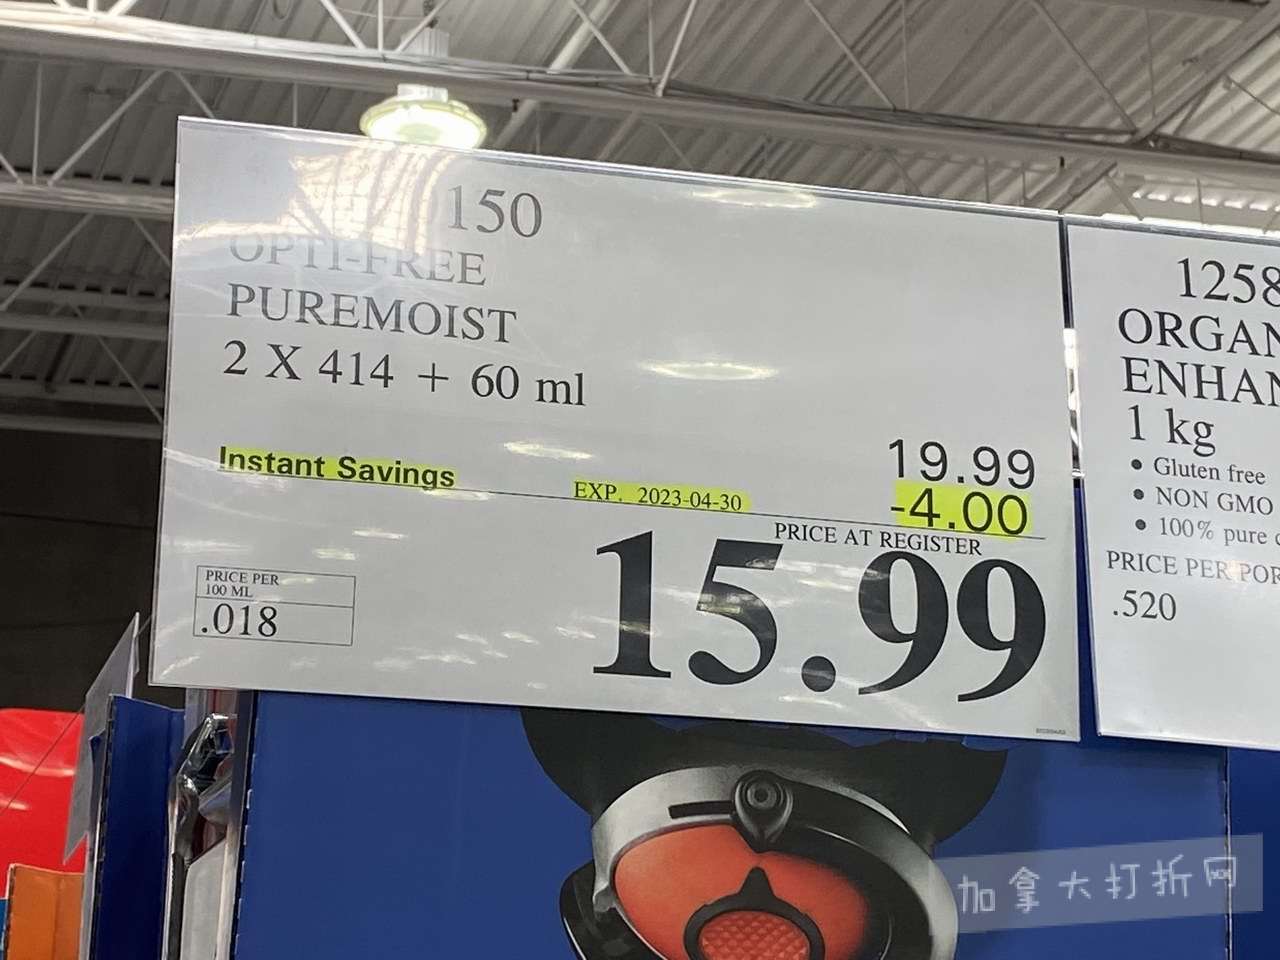 150
OPTI-FREE
PUREMOIST
2 X 414 + 60 ml
19.99
Instant Savings EXP. 2023-04-30 -4.00
PRICE AT REGISTER
15.99
PRICE PER
100 ML
.018
1258
ORGAN
ENHAN
1 kg
• Gluten free
• NON GMO
• 100% pure
PRICE PER POR
.520
加拿大打折网